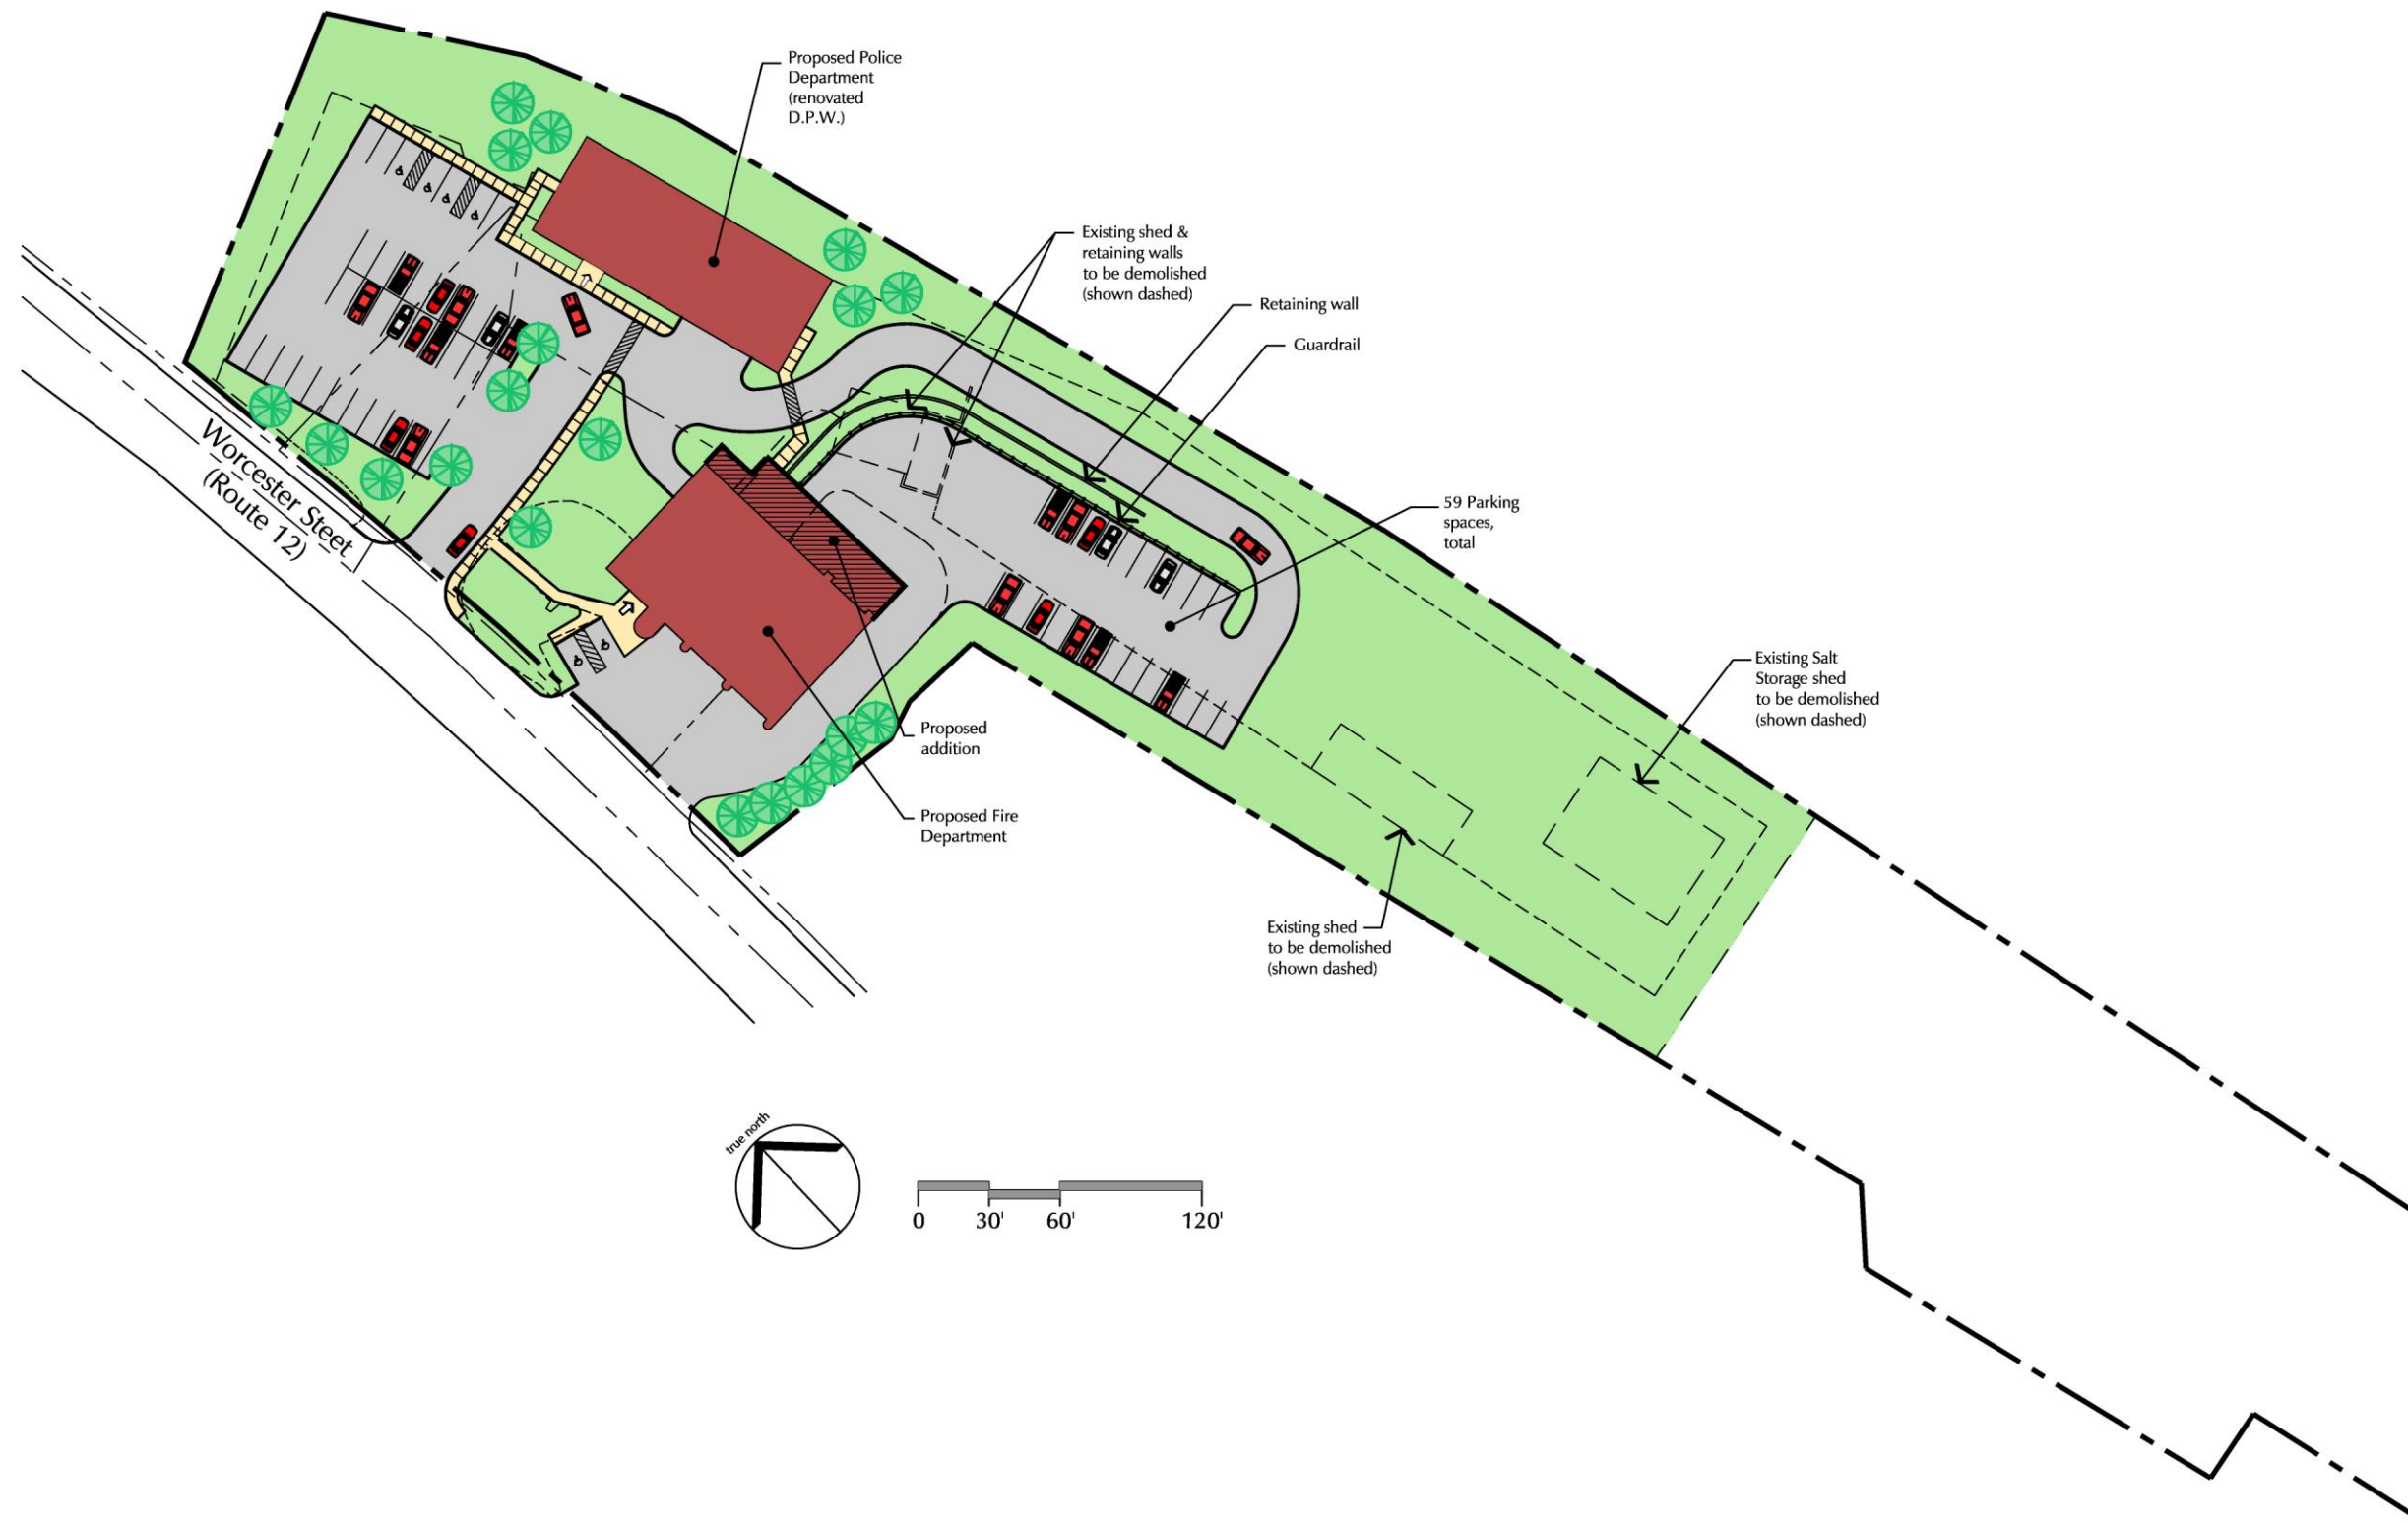 Proposed Police
Department
(renovated
D.P.W.)
Existing shed &
retaining walls
to be demolished
(shown dashed)
Retaining wall
Guardrail
59 Parking
spaces,
total
Worcester Steet
(Route 12)
Existing Salt
Storage shed
to be demolished
(shown dashed)
Proposed
addition
Proposed Fire
Department
Existing shed
to be demolished
(shown dashed)
true north
0 30' 60' 120'